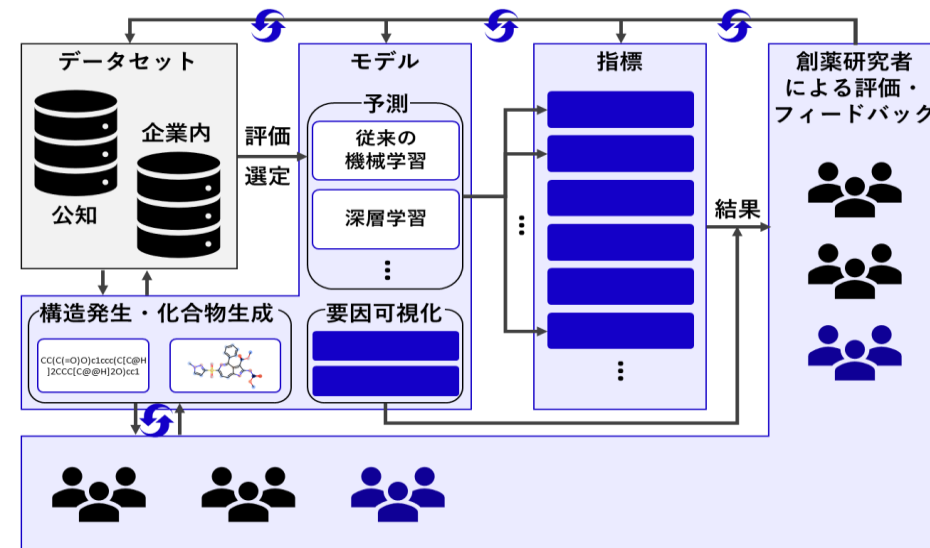 データセット
公知
企業内
評価
選定
モデル
予測
従来の
機械学習
深層学習
⋮
構造発生・化合物生成
CC(C(=O)O)c1ccc(C[C@H
]2CCC[C@@H]2O)cc1
要因可視化
指標
⋮
⋮
結果
創薬研究者
による評価・
フィードバック